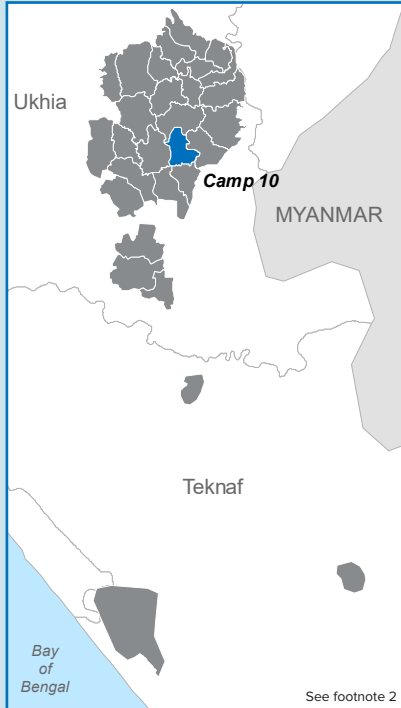 Ukhia
Camp 10
MYANMAR
Teknaf
Bay
of
Bengal
See footnote 2